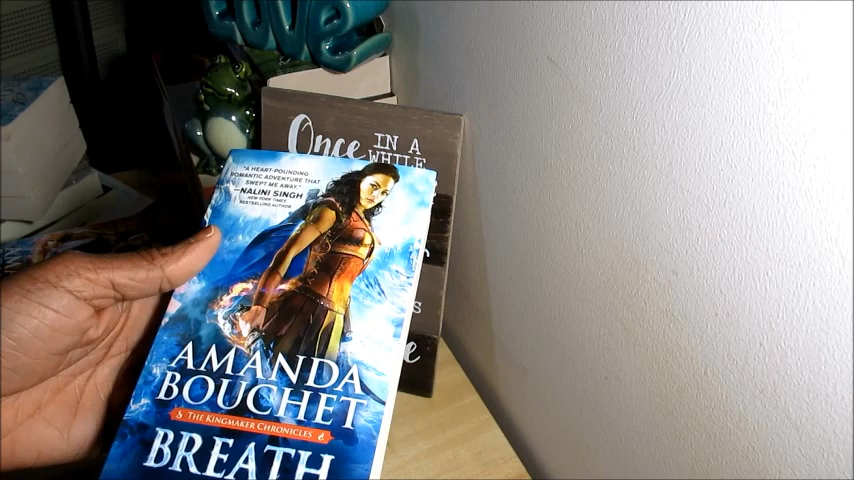 Once
IN A
WHILE
"A HEART-POUNDING
ROMANTIC ADVENTURE THAT
SWEPT ME AWAY."
—NALINI SINGH
NEW YORK TIMES
BESTSELLING AUTHOR
AMANDA
BOUCHET
THE KINGMAKER CHRONICLES
BREATH